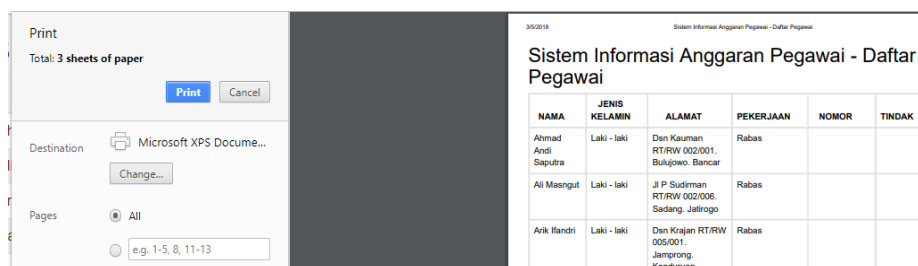 Print
Total: 3 sheets of paper
Print Cancel
Destination
Microsoft XPS Docume...
Change...
Pages
All
e.g. 1-5, 8, 11-13
3/5/2018 Sistem Informasi Anggaran Pegawai - Daftar Pegawai
Sistem Informasi Anggaran Pegawai - Daftar
Pegawai
NAMA JENIS KELAMIN ALAMAT PEKERJAAN NOMOR TINDAK
Ahmad Laki - laki Dsn Kauman Rabas
Andi RT/RW 002/001.
Saputra Bulujowo. Bancar
Ali Masngut Laki - laki Jl P Sudirman Rabas
RT/RW 002/006.
Sadang. Jatirogo
Arik Ifandri Laki - laki Dsn Krajan RT/RW Rabas
005/001.
Jamprong.